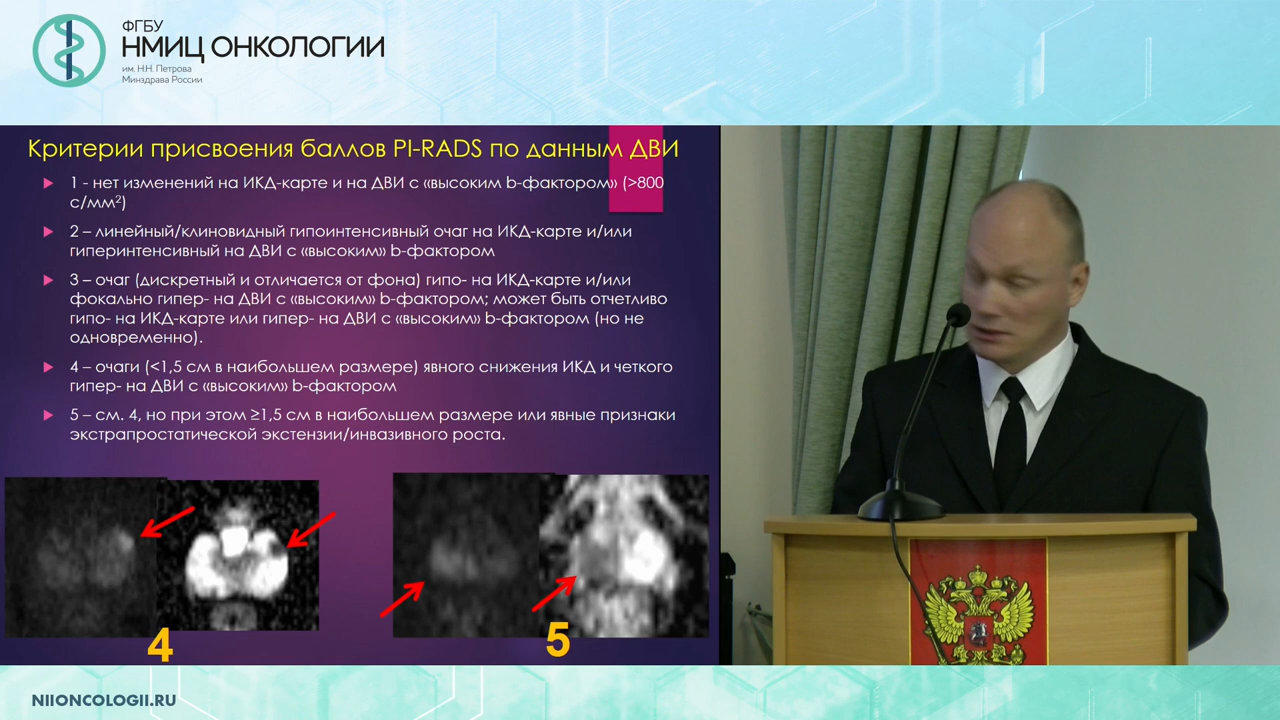 ФГБУ
НМИЦ ОНКОЛОГИИ
им. Н.Н. Петрова
Минздрава России
Критерии присвоения баллов PI-RADS по данным ДВИ
1 - нет изменений на ИКД-карте и на ДВИ с «высоким b-фактором» (>800
с/мм²)
2 – линейный/клиновидный гипоинтенсивный очаг на ИКД-карте и/или
гиперинтенсивный на ДВИ с «высоким» b-фактором
3 – очаг (дискретный и отличается от фона) гипо- на ИКД-карте и/или
фокально гипер- на ДВИ с «высоким» b-фактором; может быть отчетливо
гипо- на ИКД-карте или гипер- на ДВИ с «высоким» b-фактором (но не
одновременно).
4 – очаги (<1,5 см в наибольшем размере) явного снижения ИКД и четкого
гипер- на ДВИ с «высоким» b-фактором
5 – см. 4, но при этом ≥1,5 см в наибольшем размере или явные признаки
экстрапростатической экстензии/инвазивного роста.
4
5
NIIONCOLOGII.RU